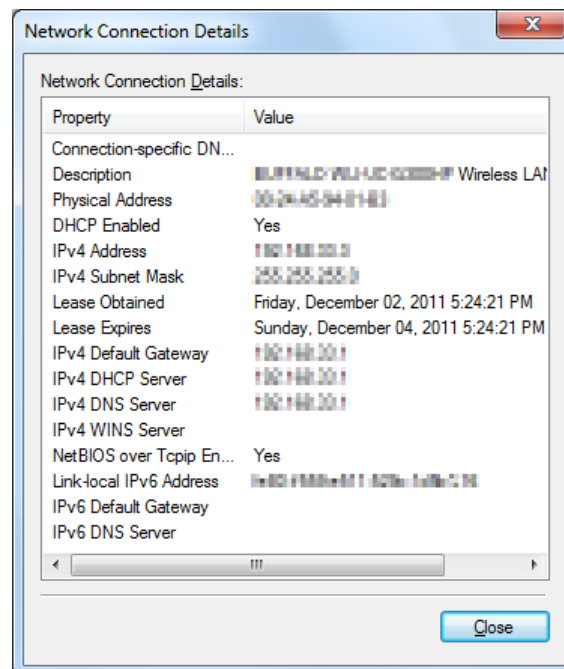 Network Connection Details
Network Connection Details:
Property Value
Connection-specific DN...
Description Wireless LAN
Physical Address
DHCP Enabled Yes
IPv4 Address
IPv4 Subnet Mask
Lease Obtained Friday, December 02, 2011 5:24:21 PM
Lease Expires Sunday, December 04, 2011 5:24:21 PM
IPv4 Default Gateway
IPv4 DHCP Server
IPv4 DNS Server
IPv4 WINS Server
NetBIOS over Tcpip En... Yes
Link-local IPv6 Address
IPv6 Default Gateway
IPv6 DNS Server
Close